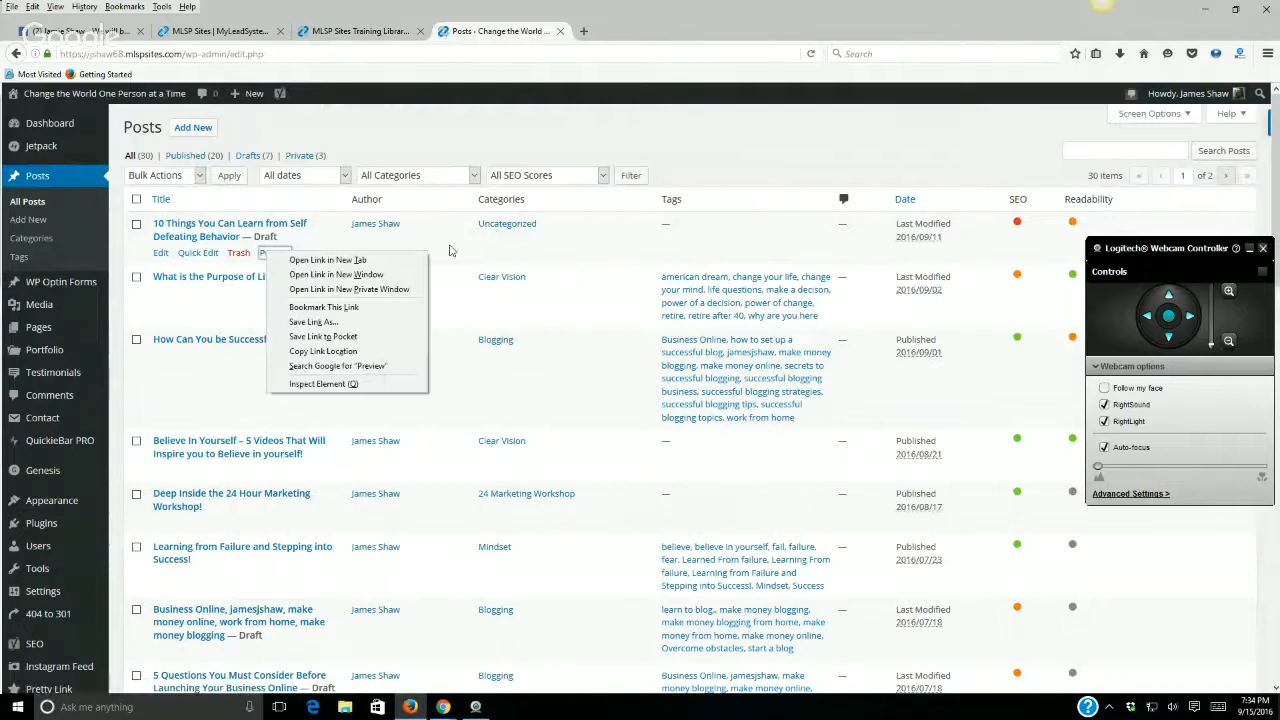 File Edit View History Bookmarks Tools Help
MLSP Sites | MyLeadSyste...
MLSP Sites Training Librar...
Posts ‹ Change the World ...
Google
https://jshaw68.mlspsites.com/wp-admin/edit.php
Search
Most Visited Getting Started
Change the World One Person at a Time 0 New Howdy, James Shaw
Screen Options Help
Dashboard
Jetpack
Posts
All Posts
Add New
Categories
Tags
WP Optin Forms
Media
Pages
Portfolio
Testimonials
Comments
Contact
QuickieBar PRO
Genesis
Appearance
Plugins
Users
Tools
Settings
404 to 301
SEO
Instagram Feed
Pretty Link
Posts Add New
All (30) | Published (20) | Drafts (7) | Private (3)
Search Posts
Bulk Actions Apply All dates All Categories All SEO Scores Filter
30 items « ‹ 1 of 2 › »
Title Author Categories Tags Date SEO Readability
10 Things You Can Learn from Self
Defeating Behavior — Draft
Edit Quick Edit Trash
James Shaw
Uncategorized
—
—
Last Modified
2016/09/11
Open Link in New Tab
Open Link in New Window
Open Link in New Private Window
Bookmark This Link
Save Link As...
Save Link to Pocket
Copy Link Location
Search Google for "Preview"
Inspect Element (Q)
What is the Purpose of Li
Clear Vision
american dream, change your life, change
your mind, life questions, make a decison,
power of a decision, power of change,
retire, retire after 40, why are you here
—
Last Modified
2016/09/02
How Can You be Successf
Blogging
Business Online, how to set up a
successful blog, jamesjshaw, make money
blogging, make money online, secrets to
successful blogging, successful blogging
business, successful blogging strategies,
successful blogging tips, successful
blogging topics, work from home
—
Published
2016/09/01
Believe In Yourself – 5 Videos That Will
Inspire you to Believe in yourself!
James Shaw
Clear Vision
—
—
Published
2016/08/21
Deep Inside the 24 Hour Marketing
Workshop!
James Shaw
24 Marketing Workshop
—
—
Published
2016/08/17
Learning from Failure and Stepping into
Success!
James Shaw
Mindset
believe, believe in yourself, fail, failure,
fear, Learned From failure, Learning From
failure, Learning from Failure and
Stepping into Success!, Mindset, Success
—
Published
2016/07/23
Business Online, jamesjshaw, make
money online, work from home, make
money blogging — Draft
James Shaw
Blogging
learn to blog,, make money blogging,
make money blogging from home, make
money from home, make money online,
Overcome obstacles, start a blog
—
Last Modified
2016/07/18
5 Questions You Must Consider Before
Launching Your Business Online — Draft
James Shaw
Blogging
Business Online, jamesjshaw, make
money blogging, make money online,
—
Last Modified
2016/07/18
Logitech® Webcam Controller
Controls
Webcam options
Follow my face
RightSound
RightLight
Auto-focus
Advanced Settings >
Ask me anything
7:34 PM
9/15/2016